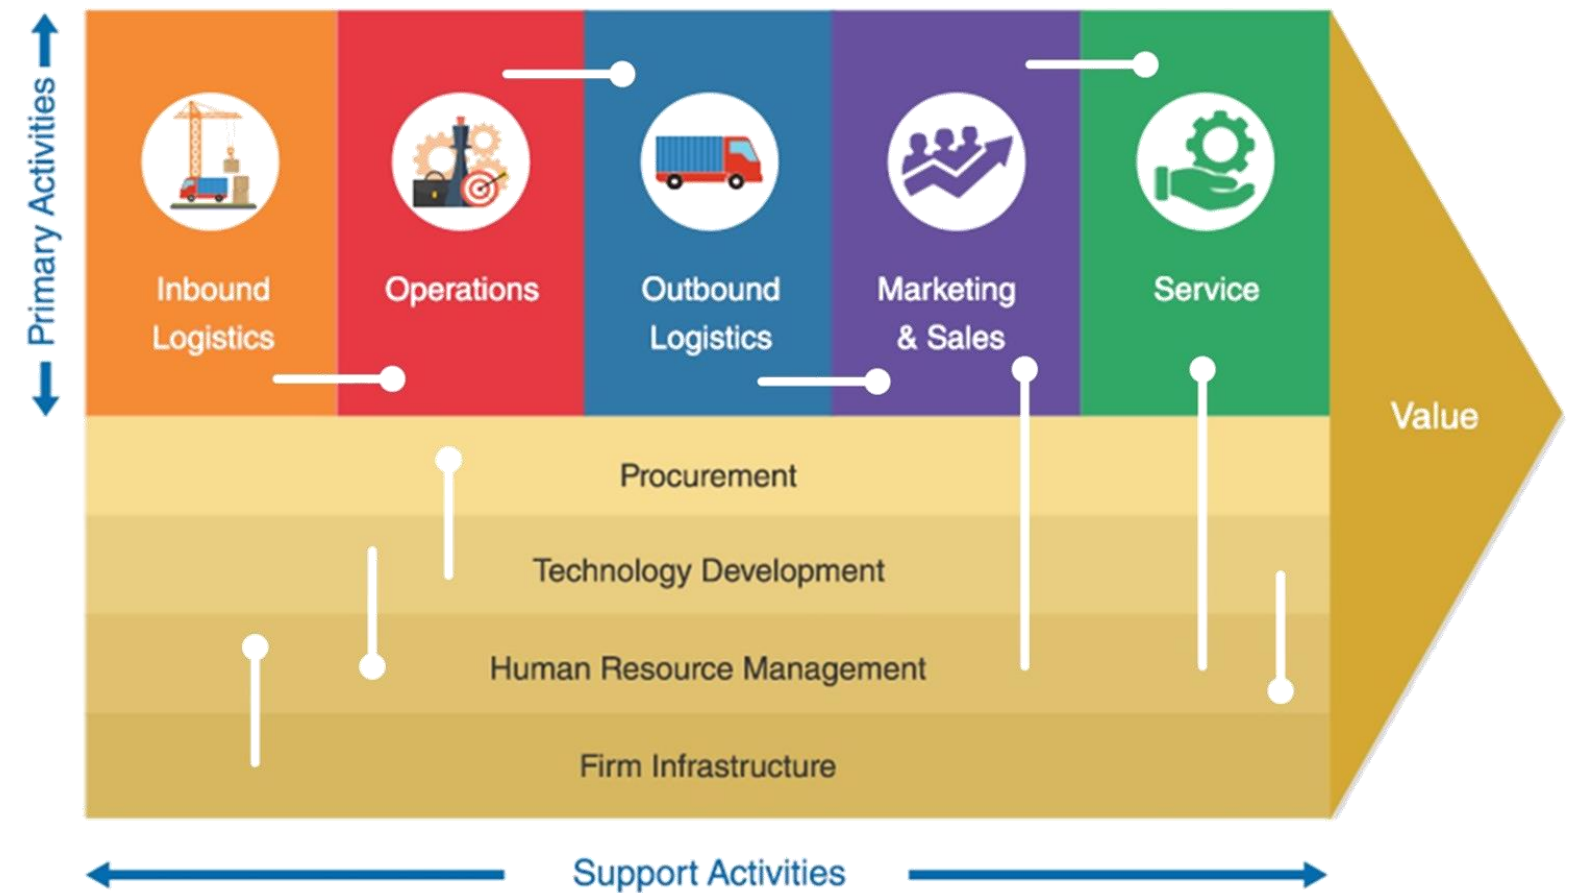 Primary Activities
Inbound
Logistics
Operations
Outbound
Logistics
Marketing
& Sales
Service
Value
Procurement
Technology Development
Human Resource Management
Firm Infrastructure
Support Activities